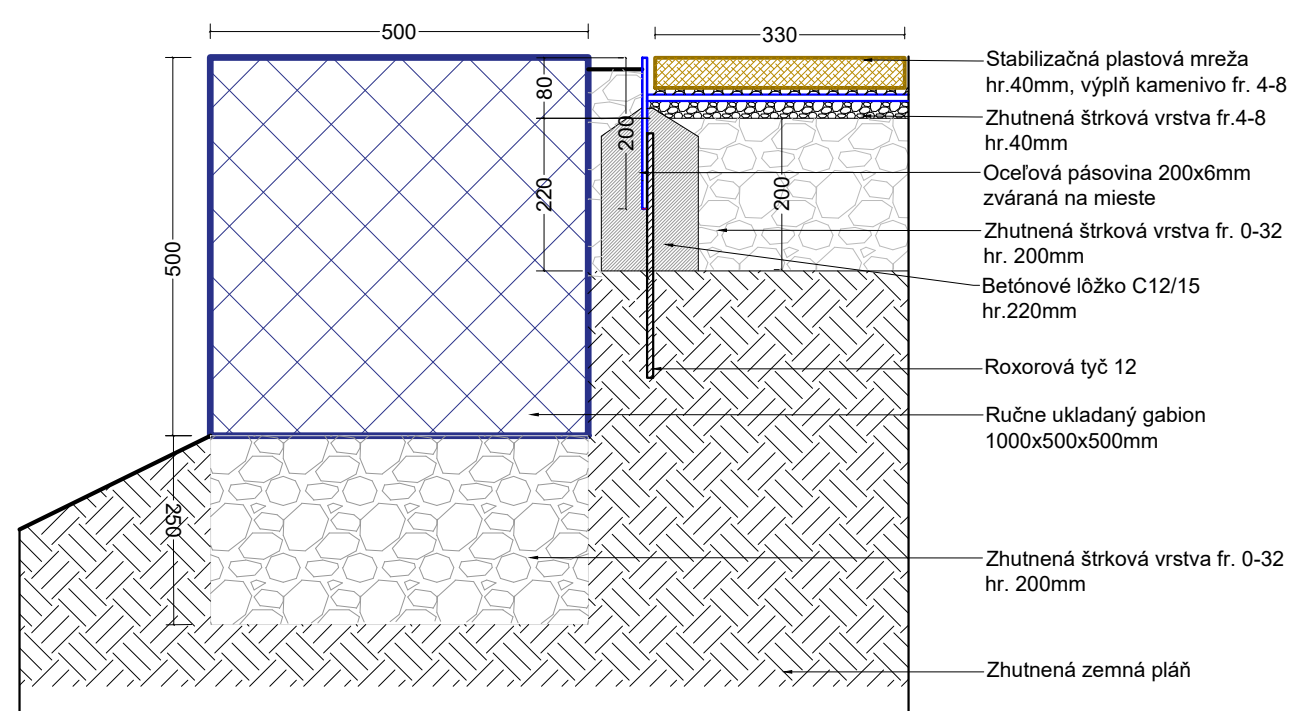 500
330
80
200
220
200
500
250
Stabilizačná plastová mreža
hr.40mm, výplň kamenivo fr. 4-8
Zhutnená štrková vrstva fr.4-8
hr.40mm
Oceľová pásovina 200x6mm
zváraná na mieste
Zhutnená štrková vrstva fr. 0-32
hr. 200mm
Betónové lôžko C12/15
hr.220mm
Roxorová tyč 12
Ručne ukladaný gabion
1000x500x500mm
Zhutnená štrková vrstva fr. 0-32
hr. 200mm
Zhutnená zemná pláň